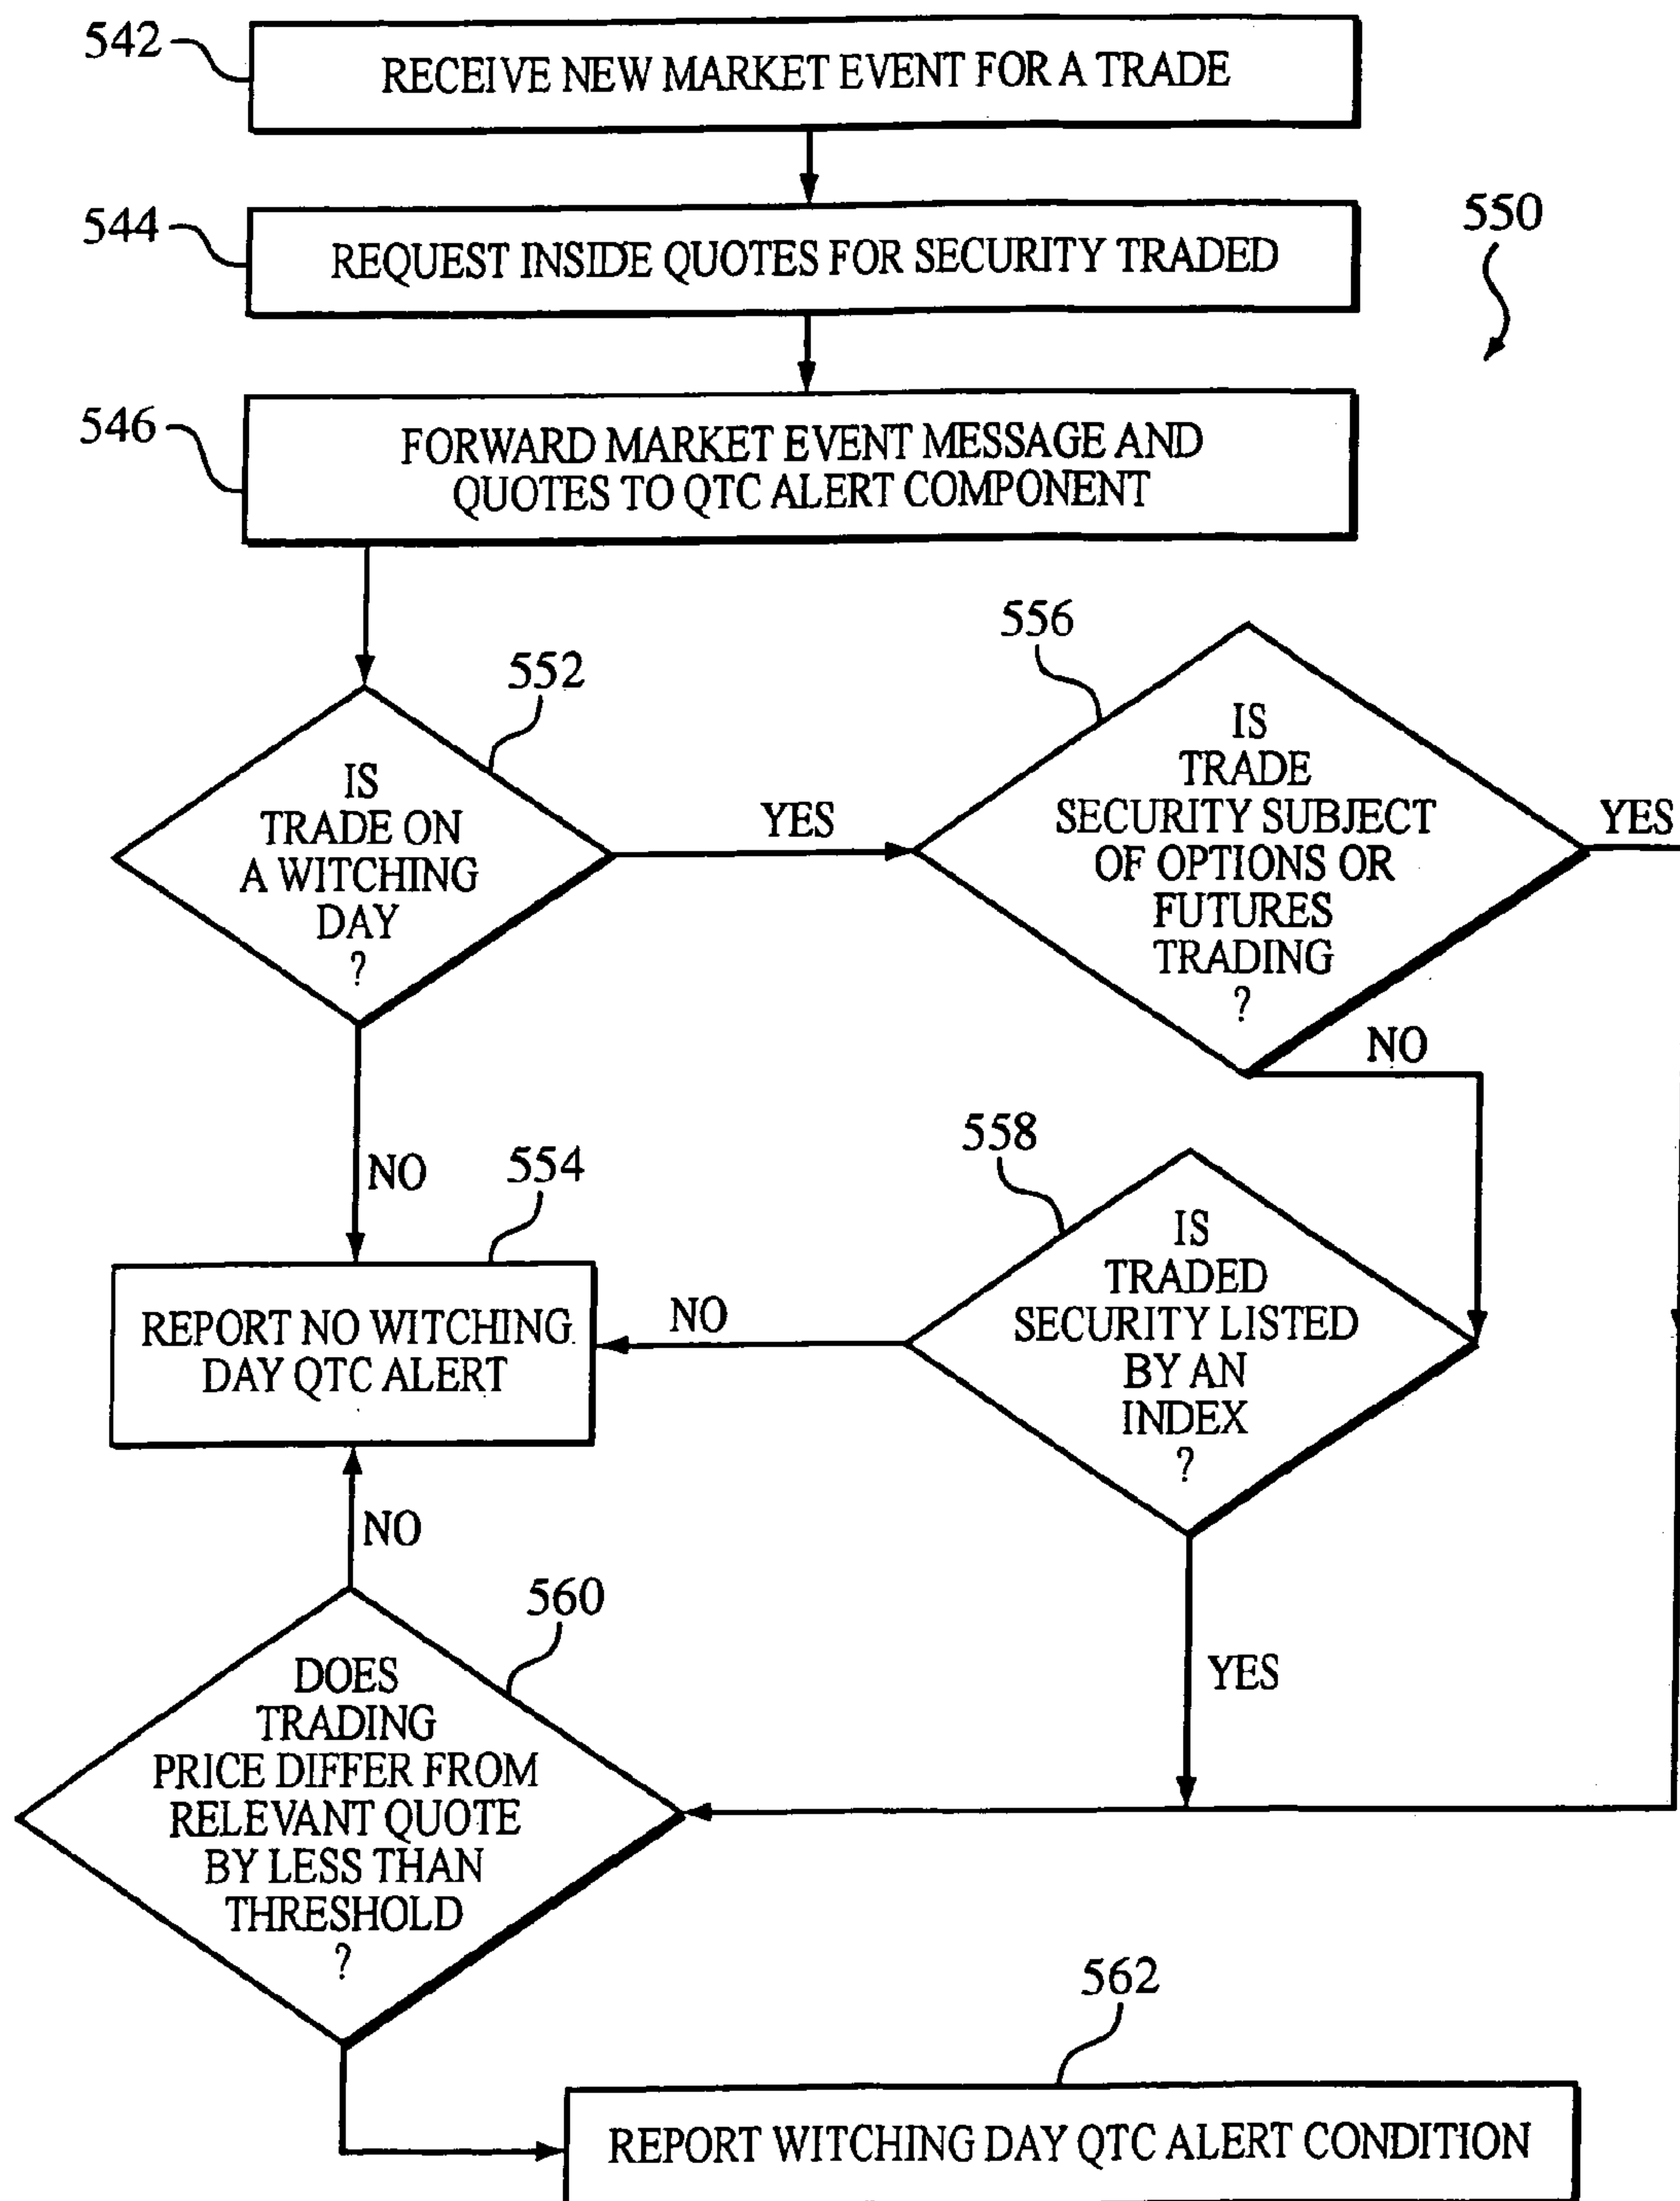 542
RECEIVE NEW MARKET EVENT FOR A TRADE
544
REQUEST INSIDE QUOTES FOR SECURITY TRADED
550
546
FORWARD MARKET EVENT MESSAGE AND
QUOTES TO QTC ALERT COMPONENT
552
IS
TRADE ON
A WITCHING
DAY
?
YES
556
IS
TRADE
SECURITY SUBJECT
OF OPTIONS OR
FUTURES
TRADING
?
YES
NO
NO
554
REPORT NO WITCHING
DAY QTC ALERT
558
IS
TRADED
SECURITY LISTED
BY AN
INDEX
?
NO
YES
NO
560
DOES
TRADING
PRICE DIFFER FROM
RELEVANT QUOTE
BY LESS THAN
THRESHOLD
?
562
REPORT WITCHING DAY QTC ALERT CONDITION